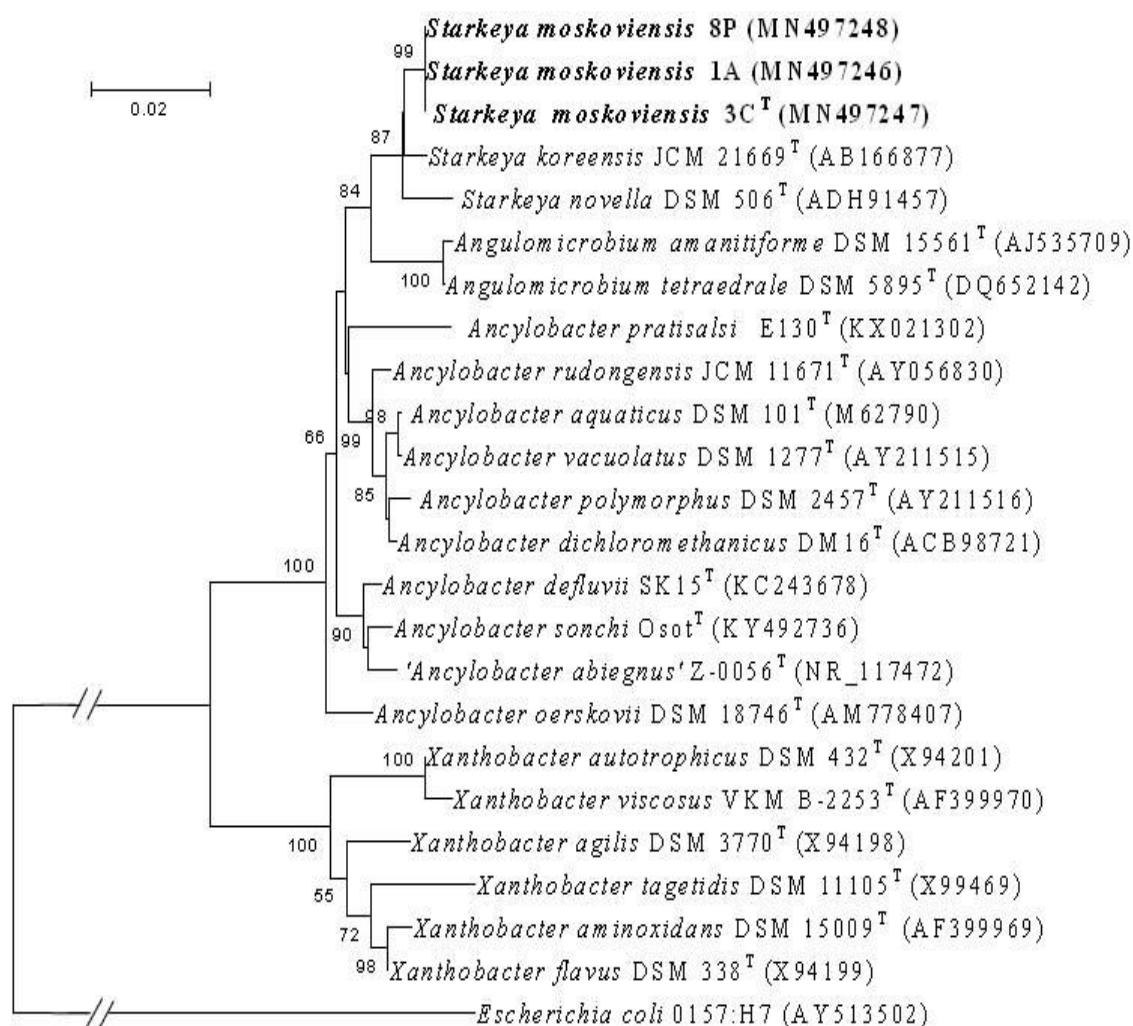 Starkeya moskoviensis 8P (MN497248)
99
Starkeya moskoviensis 1A (MN497246)
0.02
Starkeya moskoviensis 3C^T (MN497247)
87
Starkeya koreensis JCM 21669^T (AB166877)
84
Starkeya novella DSM 506^T (ADH91457)
Angulomicrobium amanitiforme DSM 15561^T (AJ535709)
100
Angulomicrobium tetraedrale DSM 5895^T (DQ652142)
Ancylobacter pratisalsi E130^T (KX021302)
Ancylobacter rudongensis JCM 11671^T (AY056830)
98
Ancylobacter aquaticus DSM 101^T (M62790)
66
99
Ancylobacter vacuolatus DSM 1277^T (AY211515)
85
Ancylobacter polymorphus DSM 2457^T (AY211516)
Ancylobacter dichloromethanicus DM16^T (ACB98721)
100
Ancylobacter defluvii SK15^T (KC243678)
90
Ancylobacter sonchi Osot^T (KY492736)
'Ancylobacter abiegnus' Z-0056^T (NR_117472)
Ancylobacter oerskovii DSM 18746^T (AM778407)
100
Xanthobacter autotrophicus DSM 432^T (X94201)
Xanthobacter viscosus VKM B-2253^T (AF399970)
100
Xanthobacter agilis DSM 3770^T (X94198)
55
Xanthobacter tagetidis DSM 11105^T (X99469)
72
Xanthobacter aminoxidans DSM 15009^T (AF399969)
98
Xanthobacter flavus DSM 338^T (X94199)
Escherichia coli 0157:H7 (AY513502)